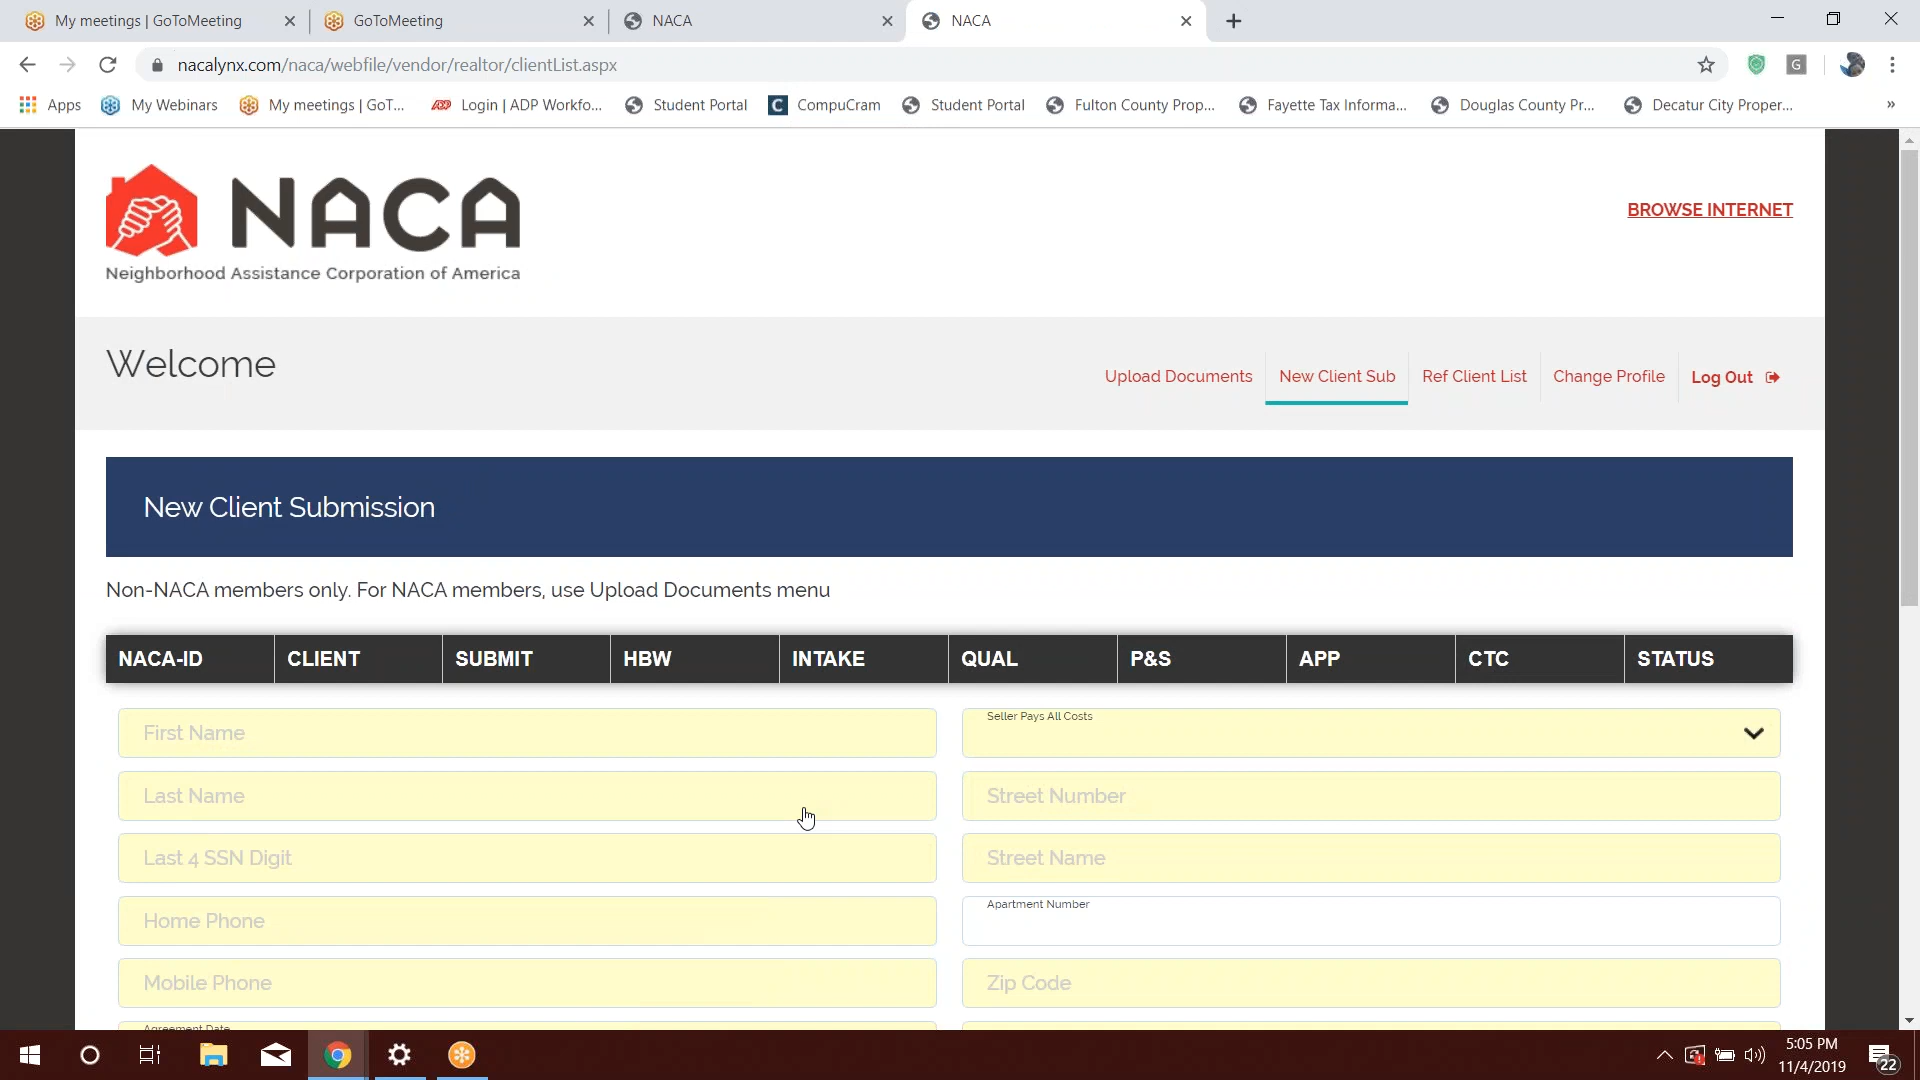 My meetings | GoToMeeting
GoToMeeting
NACA
NACA
nacalynx.com/naca/webfile/vendor/realtor/clientList.aspx
G
Apps
My Webinars
My meetings | GoT...
ADP
Login | ADP Workfo...
Student Portal
C
CompuCram
Student Portal
Fulton County Prop...
Fayette Tax Informa...
Douglas County Pr...
Decatur City Proper...
»
NACA
Neighborhood Assistance Corporation of America
BROWSE INTERNET
Welcome
Upload Documents
New Client Sub
Ref Client List
Change Profile
Log Out
New Client Submission
Non-NACA members only. For NACA members, use Upload Documents menu
NACA-ID
CLIENT
SUBMIT
HBW
INTAKE
QUAL
P&S
APP
CTC
STATUS
First Name
Seller Pays All Costs
Last Name
Street Number
Last 4 SSN Digit
Street Name
Home Phone
Apartment Number
Mobile Phone
Zip Code
Agreement Date
5:05 PM
11/4/2019
22